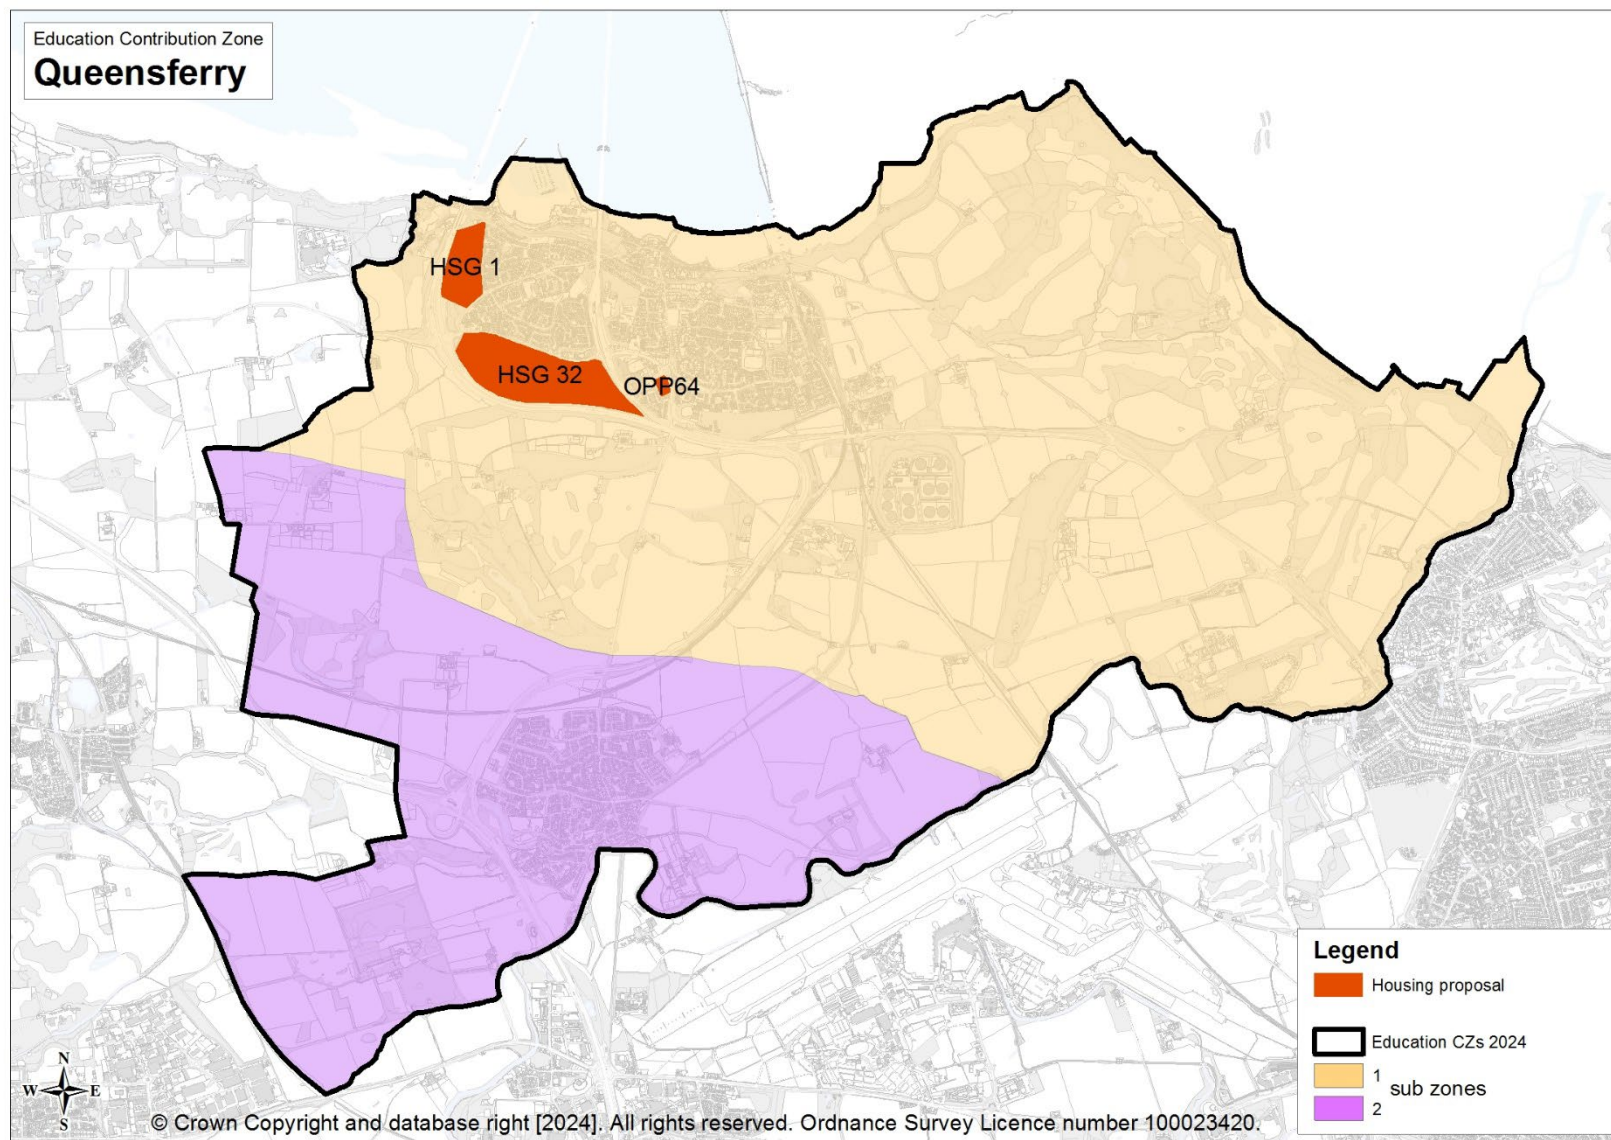 Education Contribution Zone
Queensferry
HSG 1
HSG 32
OPP64
Legend
Housing proposal
Education CZs 2024
1
sub zones
2
N
W E
S
© Crown Copyright and database right [2024]. All rights reserved. Ordnance Survey Licence number 100023420.